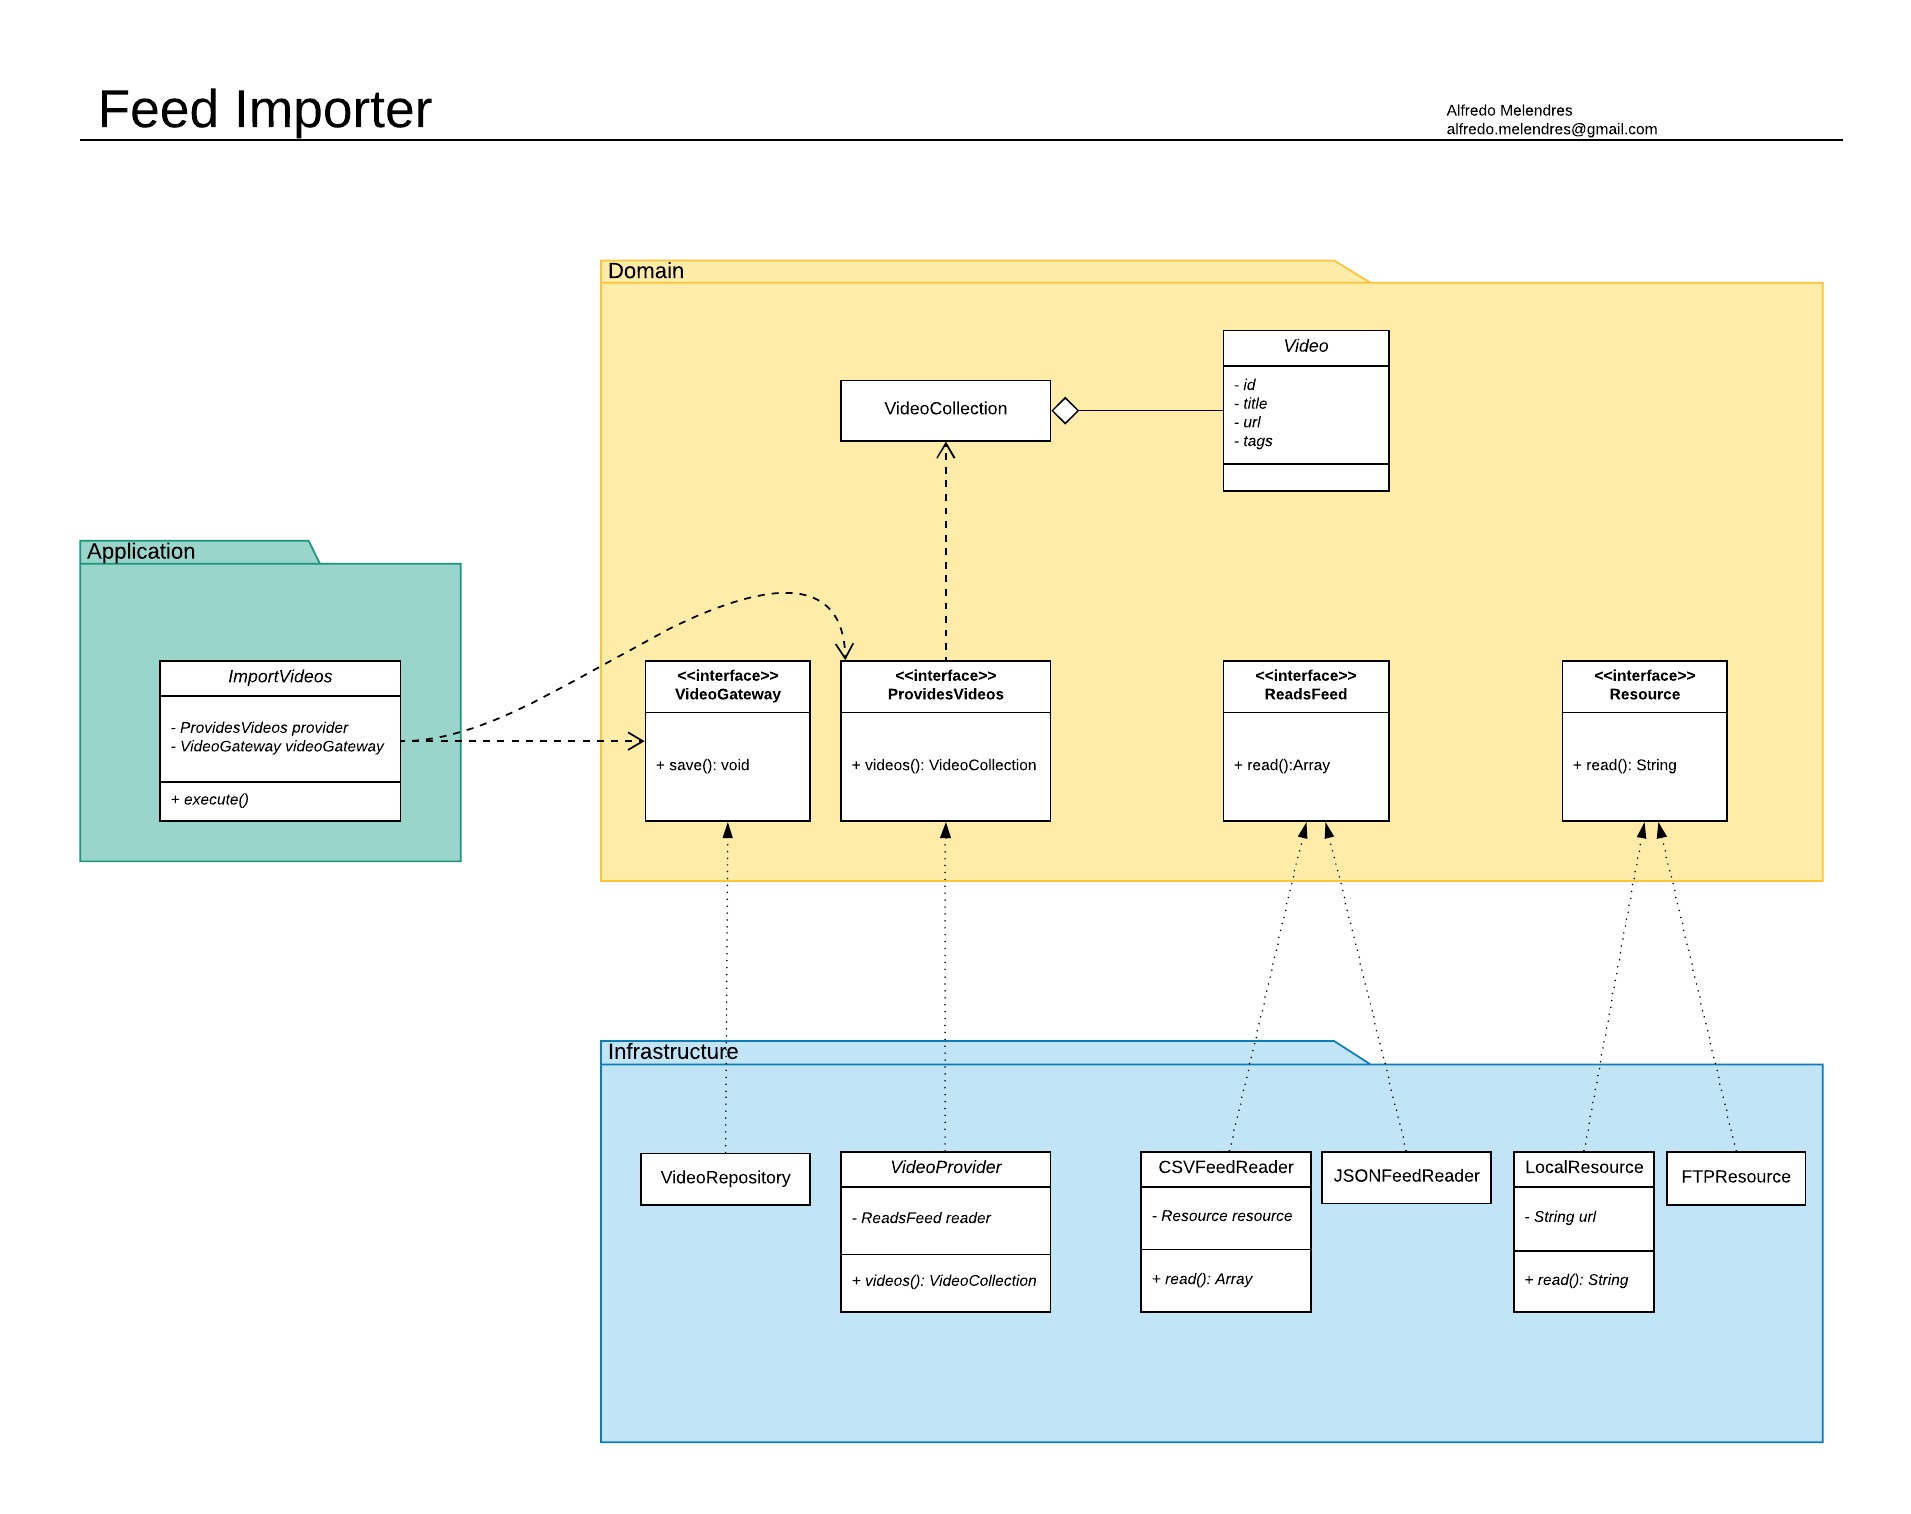 Feed Importer
Alfredo Melendres
alfredo.melendres@gmail.com
Domain
Video
- id
- title
- url
- tags
VideoCollection
Application
ImportVideos
- ProvidesVideos provider
- VideoGateway videoGateway
+ execute()
<<interface>>
VideoGateway
+ save(): void
<<interface>>
ProvidesVideos
+ videos(): VideoCollection
<<interface>>
ReadsFeed
+ read():Array
<<interface>>
Resource
+ read(): String
Infrastructure
VideoRepository
VideoProvider
- ReadsFeed reader
+ videos(): VideoCollection
CSVFeedReader
- Resource resource
+ read(): Array
JSONFeedReader
LocalResource
- String url
+ read(): String
FTPResource